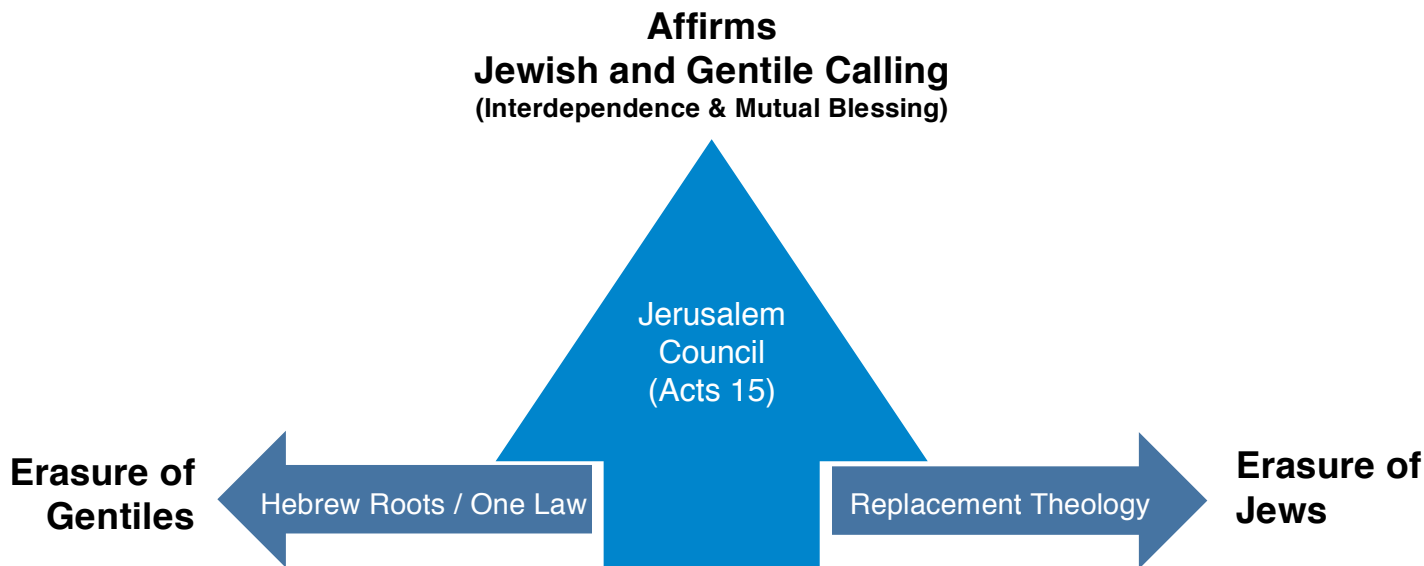 Affirms
Jewish and Gentile Calling
(Interdependence & Mutual Blessing)
Jerusalem
Council
(Acts 15)
Erasure of
Gentiles
Hebrew Roots / One Law
Replacement Theology
Erasure of
Jews